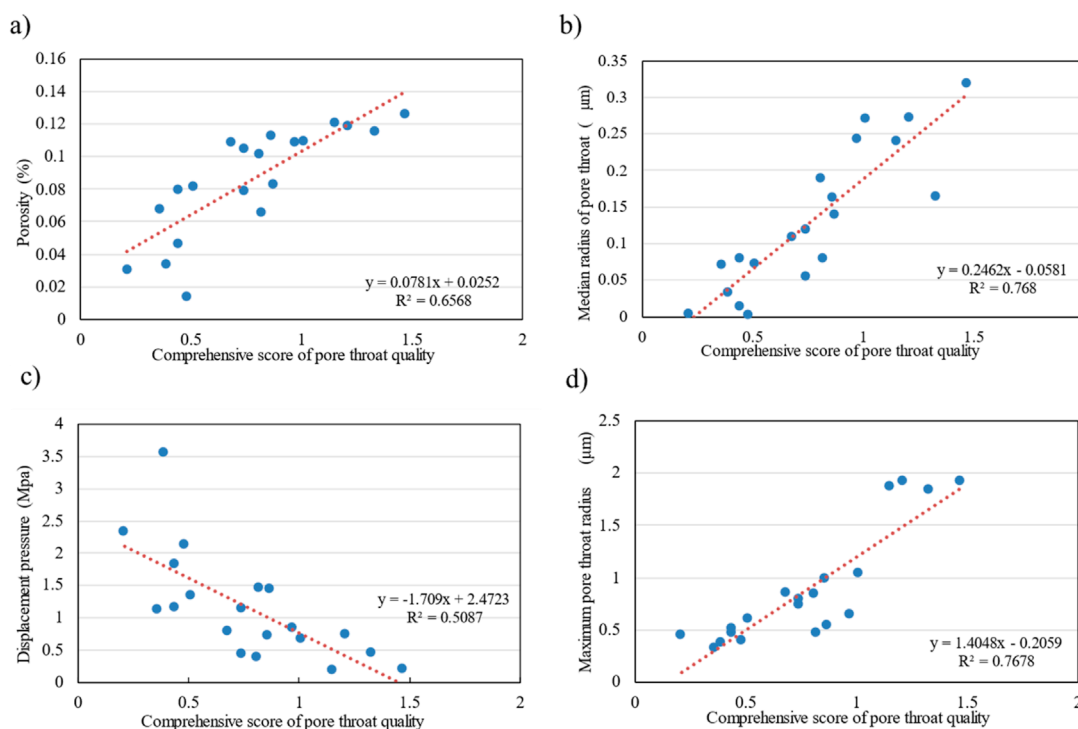 a)
0.16
0.14
0.12
0.1
0.08
0.06
0.04
0.02
0
Porosity (%)
y = 0.0781x + 0.0252
R² = 0.6568
0 0.5 1 1.5 2
Comprehensive score of pore throat quality
b)
0.35
0.3
0.25
0.2
0.15
0.1
0.05
0
Median radius of pore throat ( μm)
y = 0.2462x - 0.0581
R² = 0.768
0 0.5 1 1.5
Comprehensive score of pore throat quality
c)
4
3.5
3
2.5
2
1.5
1
0.5
0
Displacement pressure (Mpa)
y = -1.709x + 2.4723
R² = 0.5087
0 0.5 1 1.5 2
Comprehensive score of pore throat quality
d)
2.5
2
1.5
1
0.5
0
Maximum pore throat radius (μm)
y = 1.4048x - 0.2059
R² = 0.7678
0 0.5 1 1.5 2
Comprehensive score of pore throat quality